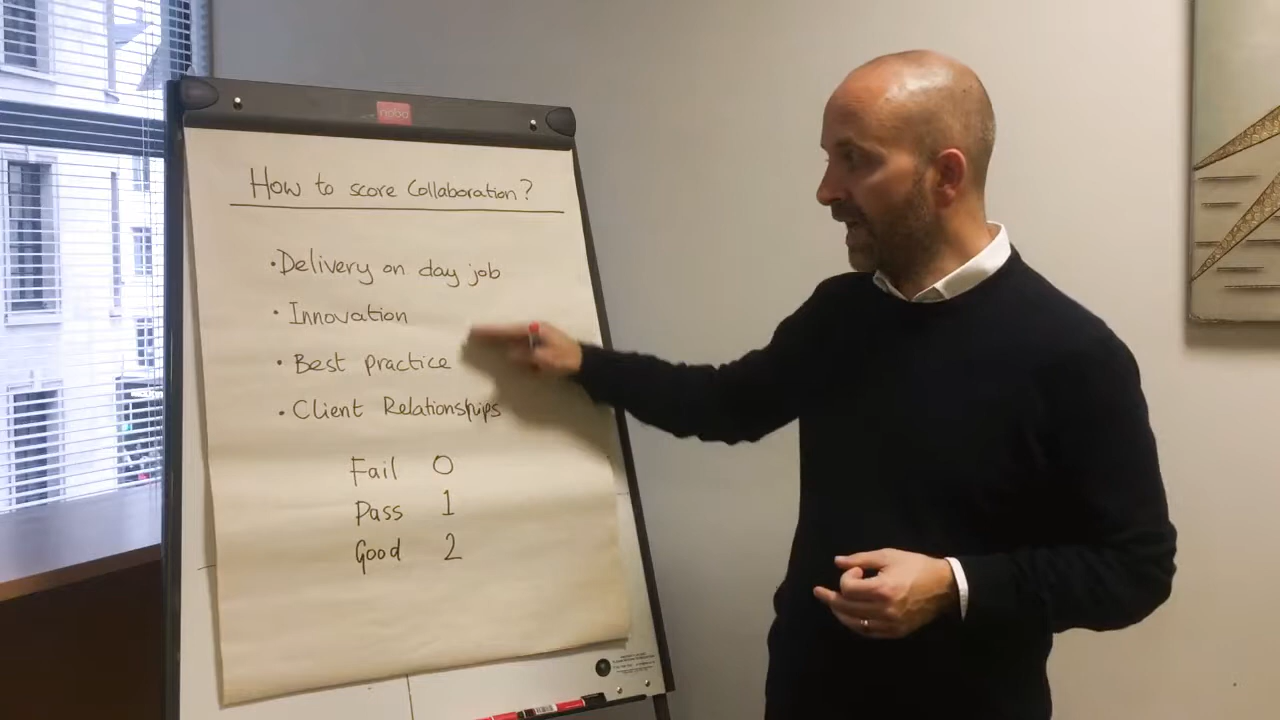 nobo
How to score Collaboration?
• Delivery on day job
• Innovation
• Best practice
• Client Relationships
Fail 0
Pass 1
Good 2